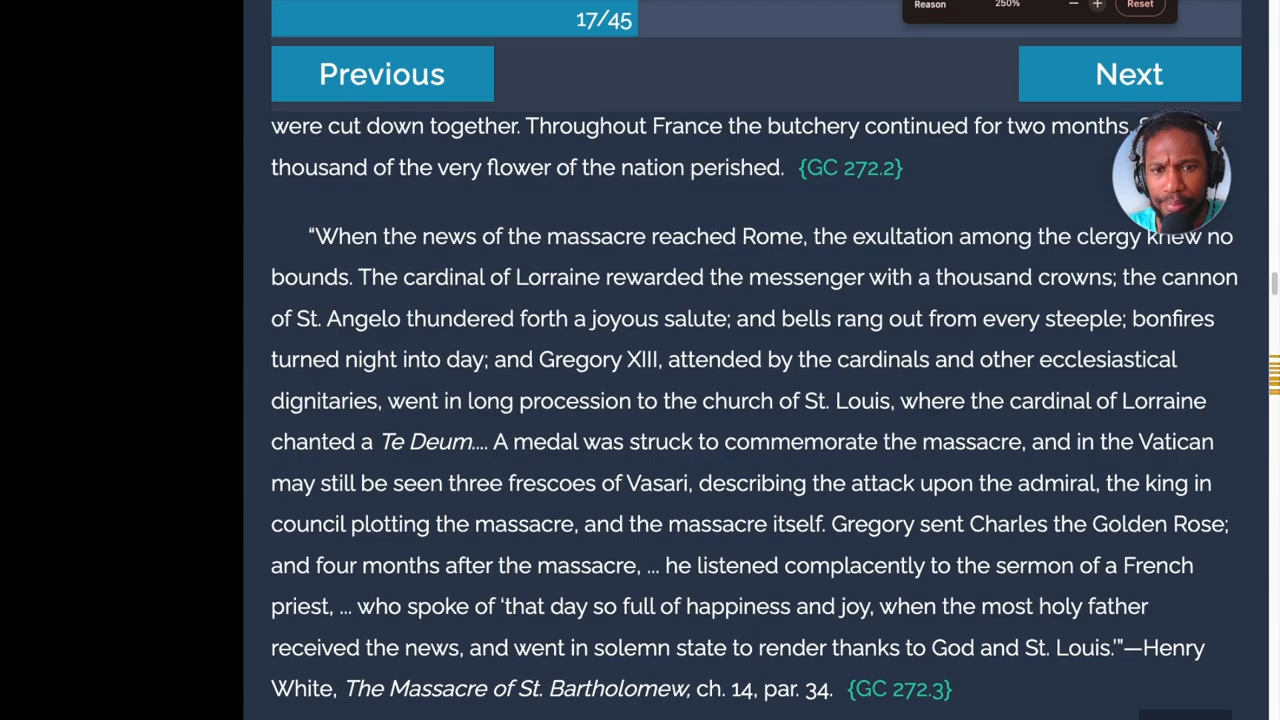 Reason 250% − + Reset
17/45
Previous Next
were cut down together. Throughout France the butchery continued for two months.
thousand of the very flower of the nation perished. {GC 272.2}
“When the news of the massacre reached Rome, the exultation among the clergy knew no
bounds. The cardinal of Lorraine rewarded the messenger with a thousand crowns; the cannon
of St. Angelo thundered forth a joyous salute; and bells rang out from every steeple; bonfires
turned night into day; and Gregory XIII, attended by the cardinals and other ecclesiastical
dignitaries, went in long procession to the church of St. Louis, where the cardinal of Lorraine
chanted a Te Deum.... A medal was struck to commemorate the massacre, and in the Vatican
may still be seen three frescoes of Vasari, describing the attack upon the admiral, the king in
council plotting the massacre, and the massacre itself. Gregory sent Charles the Golden Rose;
and four months after the massacre, ... he listened complacently to the sermon of a French
priest, ... who spoke of ‘that day so full of happiness and joy, when the most holy father
received the news, and went in solemn state to render thanks to God and St. Louis.’”—Henry
White, The Massacre of St. Bartholomew, ch. 14, par. 34. {GC 272.3}